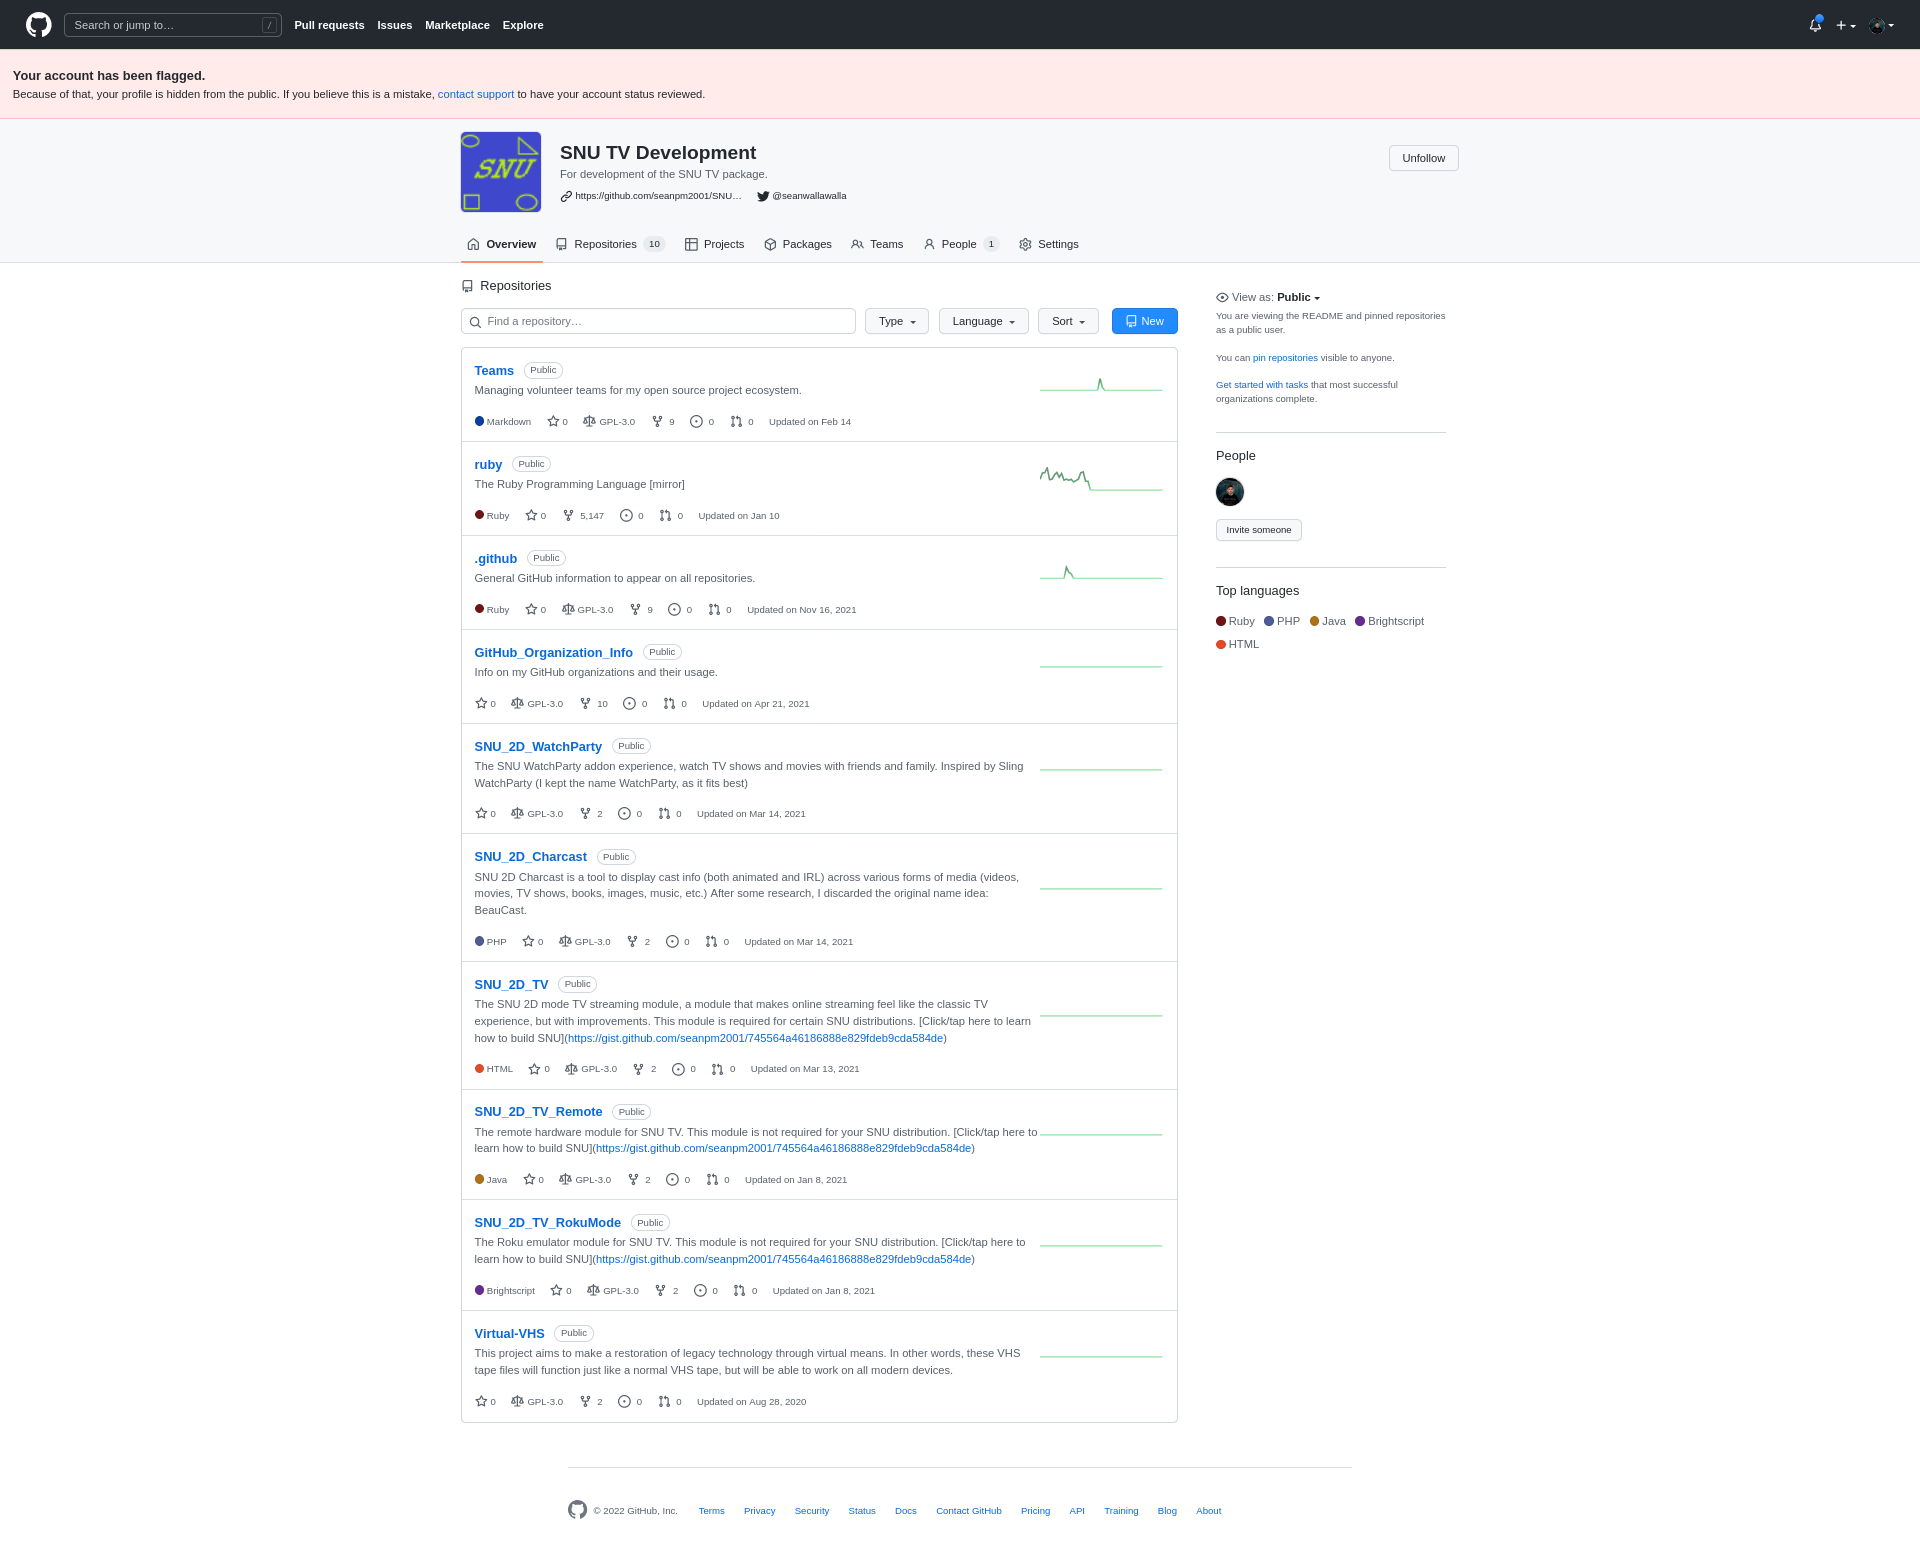 Search or jump to… /
Pull requests Issues Marketplace Explore
Your account has been flagged.
Because of that, your profile is hidden from the public. If you believe this is a mistake, contact support to have your account status reviewed.
SNU
SNU TV Development
For development of the SNU TV package.
https://github.com/seanpm2001/SNU… @seanwallawalla
Unfollow
Overview Repositories 10 Projects Packages Teams People 1 Settings
Repositories
Find a repository… Type Language Sort New
Teams Public
Managing volunteer teams for my open source project ecosystem.
Markdown 0 GPL-3.0 9 0 0 Updated on Feb 14
ruby Public
The Ruby Programming Language [mirror]
Ruby 0 5,147 0 0 Updated on Jan 10
.github Public
General GitHub information to appear on all repositories.
Ruby 0 GPL-3.0 9 0 0 Updated on Nov 16, 2021
GitHub_Organization_Info Public
Info on my GitHub organizations and their usage.
0 GPL-3.0 10 0 0 Updated on Apr 21, 2021
SNU_2D_WatchParty Public
The SNU WatchParty addon experience, watch TV shows and movies with friends and family. Inspired by Sling
WatchParty (I kept the name WatchParty, as it fits best)
0 GPL-3.0 2 0 0 Updated on Mar 14, 2021
SNU_2D_Charcast Public
SNU 2D Charcast is a tool to display cast info (both animated and IRL) across various forms of media (videos,
movies, TV shows, books, images, music, etc.) After some research, I discarded the original name idea:
BeauCast.
PHP 0 GPL-3.0 2 0 0 Updated on Mar 14, 2021
SNU_2D_TV Public
The SNU 2D mode TV streaming module, a module that makes online streaming feel like the classic TV
experience, but with improvements. This module is required for certain SNU distributions. [Click/tap here to learn
how to build SNU](https://gist.github.com/seanpm2001/745564a46186888e829fdeb9cda584de)
HTML 0 GPL-3.0 2 0 0 Updated on Mar 13, 2021
SNU_2D_TV_Remote Public
The remote hardware module for SNU TV. This module is not required for your SNU distribution. [Click/tap here to
learn how to build SNU](https://gist.github.com/seanpm2001/745564a46186888e829fdeb9cda584de)
Java 0 GPL-3.0 2 0 0 Updated on Jan 8, 2021
SNU_2D_TV_RokuMode Public
The Roku emulator module for SNU TV. This module is not required for your SNU distribution. [Click/tap here to
learn how to build SNU](https://gist.github.com/seanpm2001/745564a46186888e829fdeb9cda584de)
Brightscript 0 GPL-3.0 2 0 0 Updated on Jan 8, 2021
Virtual-VHS Public
This project aims to make a restoration of legacy technology through virtual means. In other words, these VHS
tape files will function just like a normal VHS tape, but will be able to work on all modern devices.
0 GPL-3.0 2 0 0 Updated on Aug 28, 2020
View as: Public
You are viewing the README and pinned repositories
as a public user.
You can pin repositories visible to anyone.
Get started with tasks that most successful
organizations complete.
People
Invite someone
Top languages
Ruby PHP Java Brightscript
HTML
© 2022 GitHub, Inc. Terms Privacy Security Status Docs Contact GitHub Pricing API Training Blog About